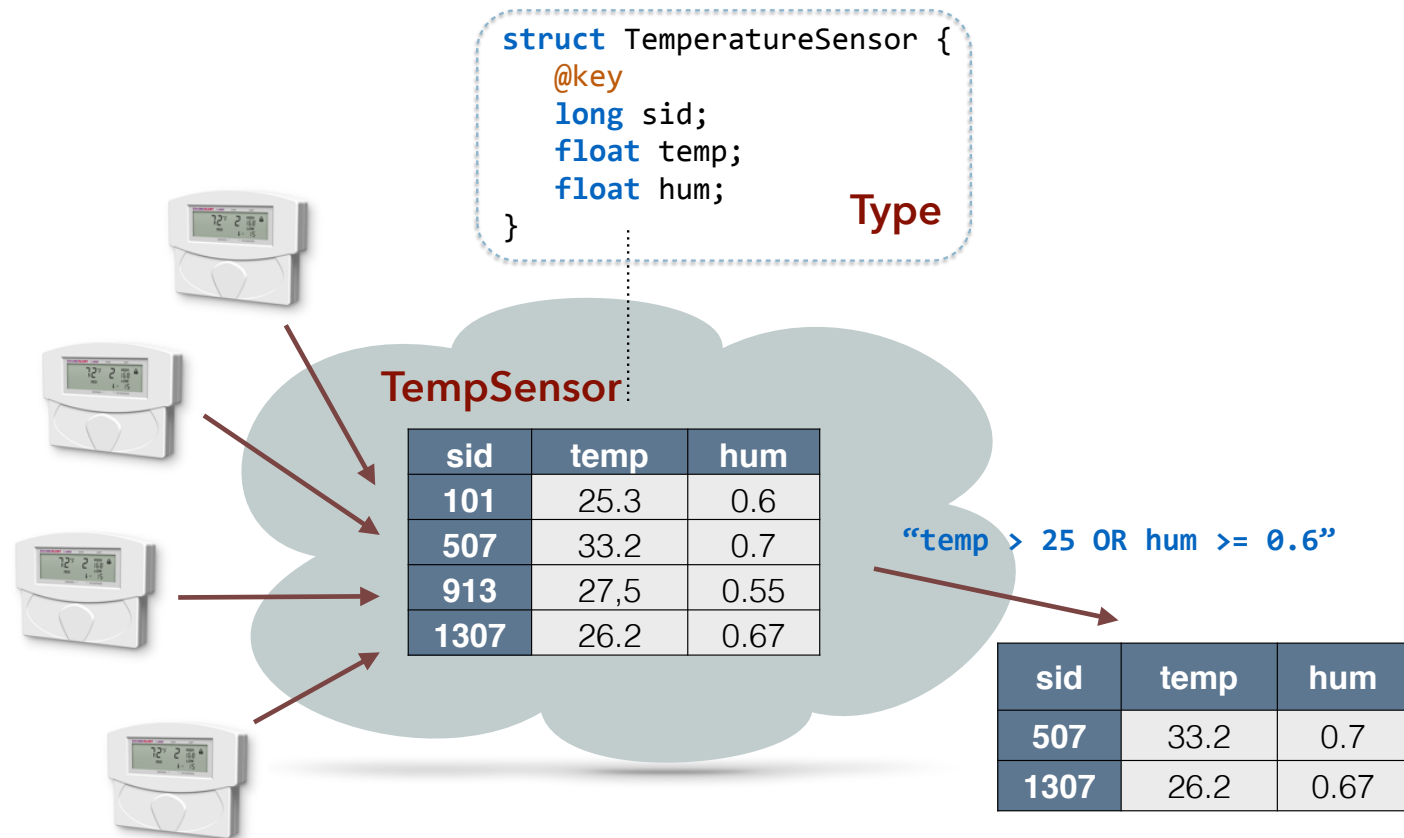 struct TemperatureSensor {
@key
long sid;
float temp;
float hum;
}
Type
TempSensor
sid temp hum
101 25.3 0.6
507 33.2 0.7
913 27,5 0.55
1307 26.2 0.67
“temp > 25 OR hum >= 0.6”
sid temp hum
507 33.2 0.7
1307 26.2 0.67